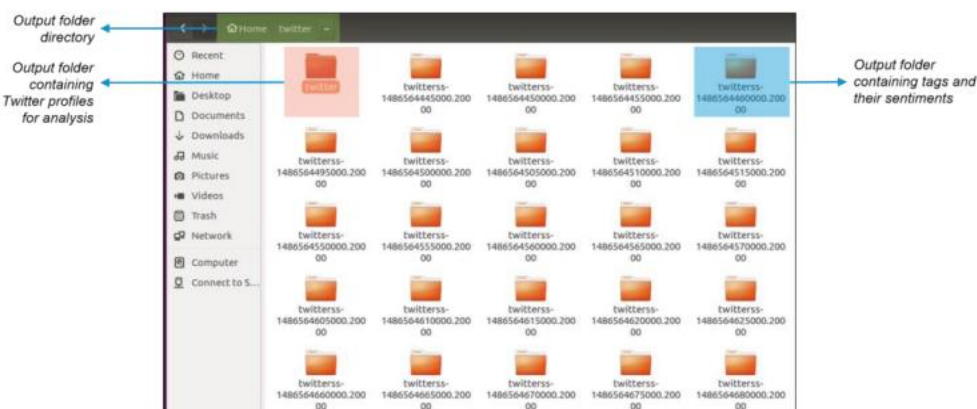 Output folder
directory
Output folder
containing
Twitter profiles
for analysis
Output folder
containing tags and
their sentiments
Home twitter
Recent
Home
Desktop
Documents
Downloads
Music
Pictures
Videos
Trash
Network
Computer
Connect to S...
twitter
twitterss-
1486564445000.200
00
twitterss-
1486564450000.200
00
twitterss-
1486564455000.200
00
twitterss-
1486564460000.200
00
twitterss-
1486564495000.200
00
twitterss-
1486564500000.200
00
twitterss-
1486564505000.200
00
twitterss-
1486564510000.200
00
twitterss-
1486564515000.200
00
twitterss-
1486564550000.200
00
twitterss-
1486564555000.200
00
twitterss-
1486564560000.200
00
twitterss-
1486564565000.200
00
twitterss-
1486564570000.200
00
twitterss-
1486564605000.200
00
twitterss-
1486564610000.200
00
twitterss-
1486564615000.200
00
twitterss-
1486564620000.200
00
twitterss-
1486564625000.200
00
twitterss-
1486564660000.200
00
twitterss-
1486564665000.200
00
twitterss-
1486564670000.200
00
twitterss-
1486564675000.200
00
twitterss-
1486564680000.200
00